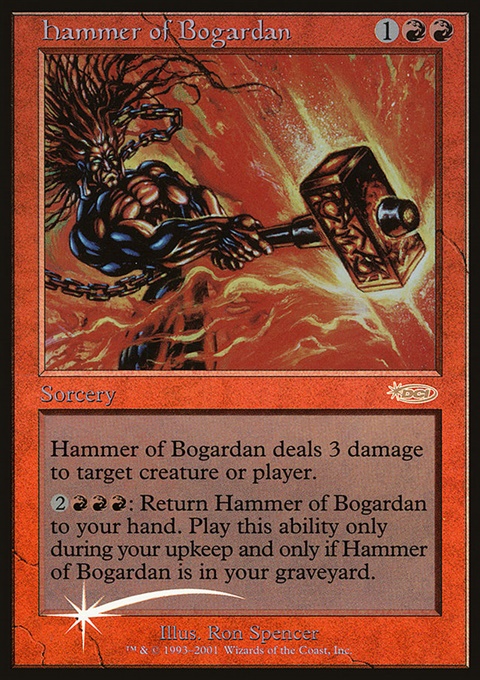 Hammer of Bogardan 1
Sorcery
DCI
Hammer of Bogardan deals 3 damage
to target creature or player.
2: Return Hammer of Bogardan
to your hand. Play this ability only
during your upkeep and only if Hammer
of Bogardan is in your graveyard.
Illus. Ron Spencer
™ & © 1993-2001 Wizards of the Coast, Inc.